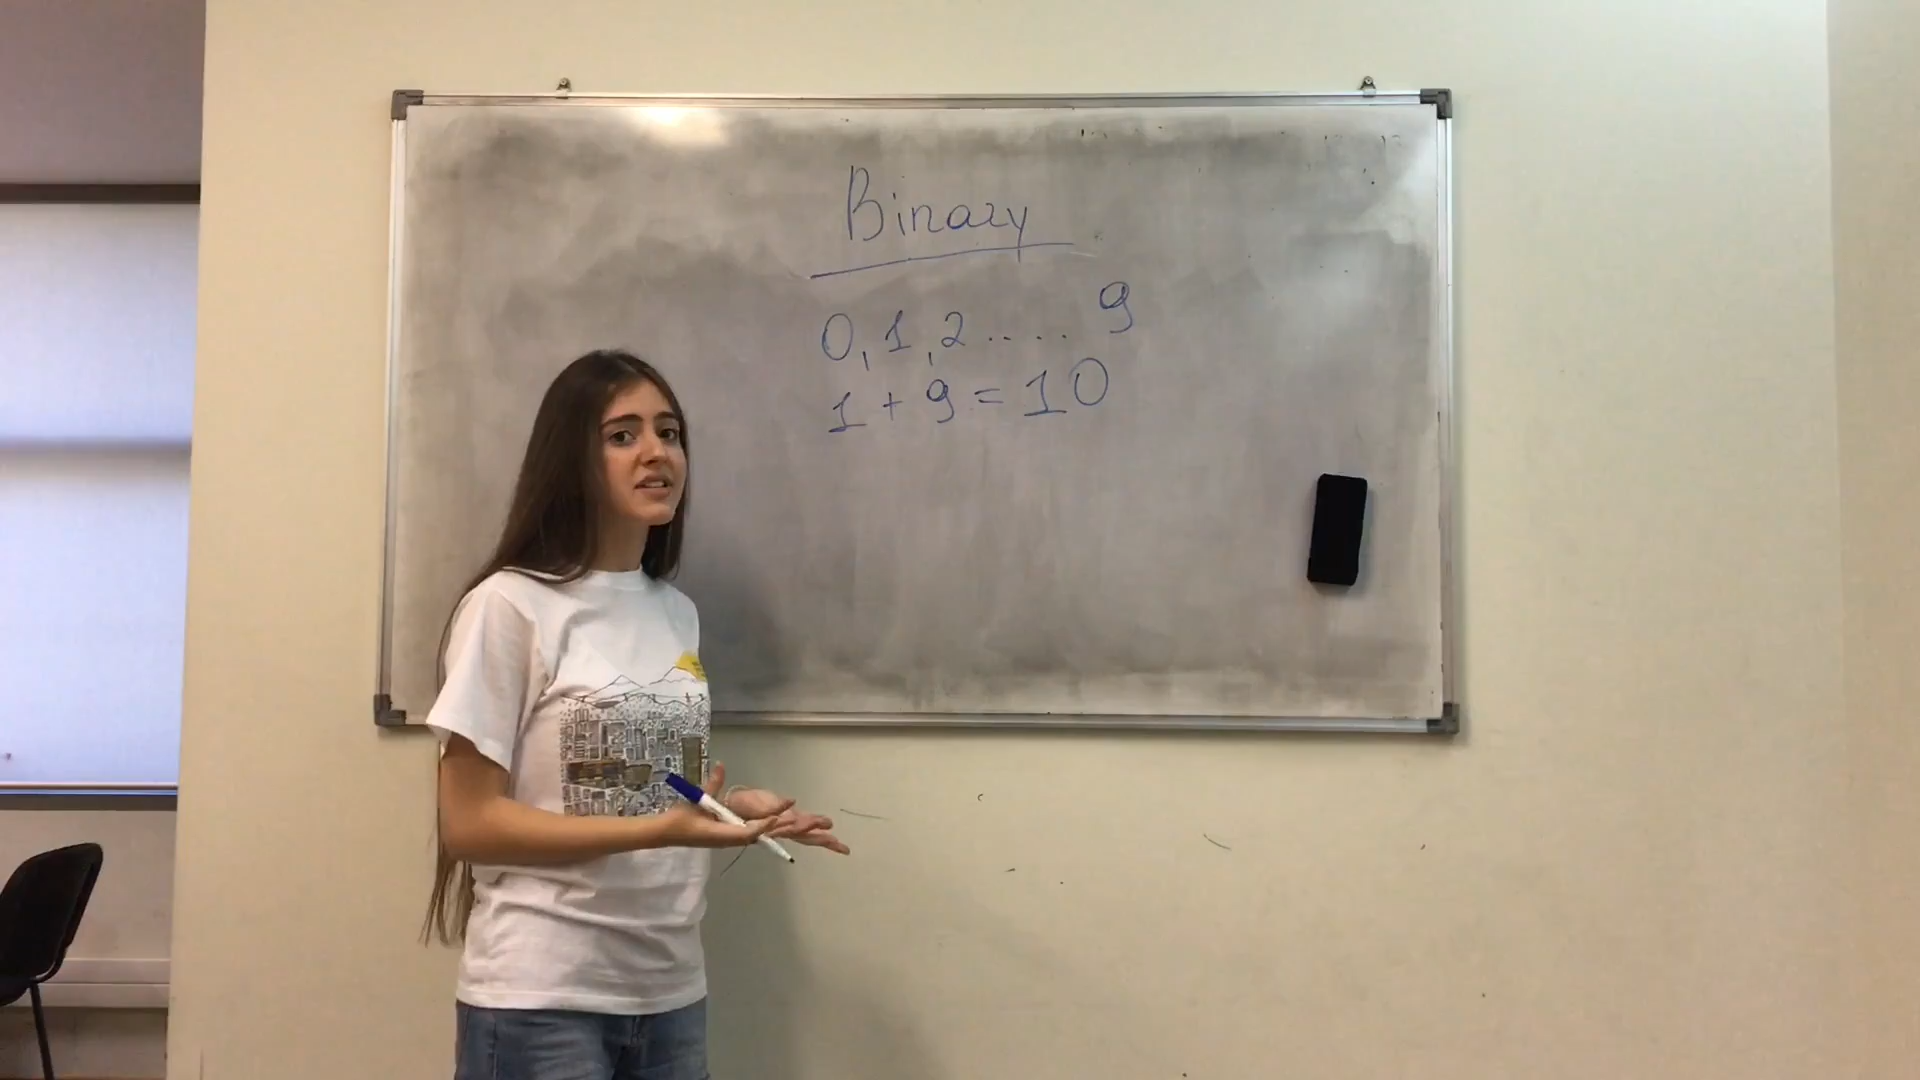 Binary
0, 1, 2 .... 9
1 + 9 = 10